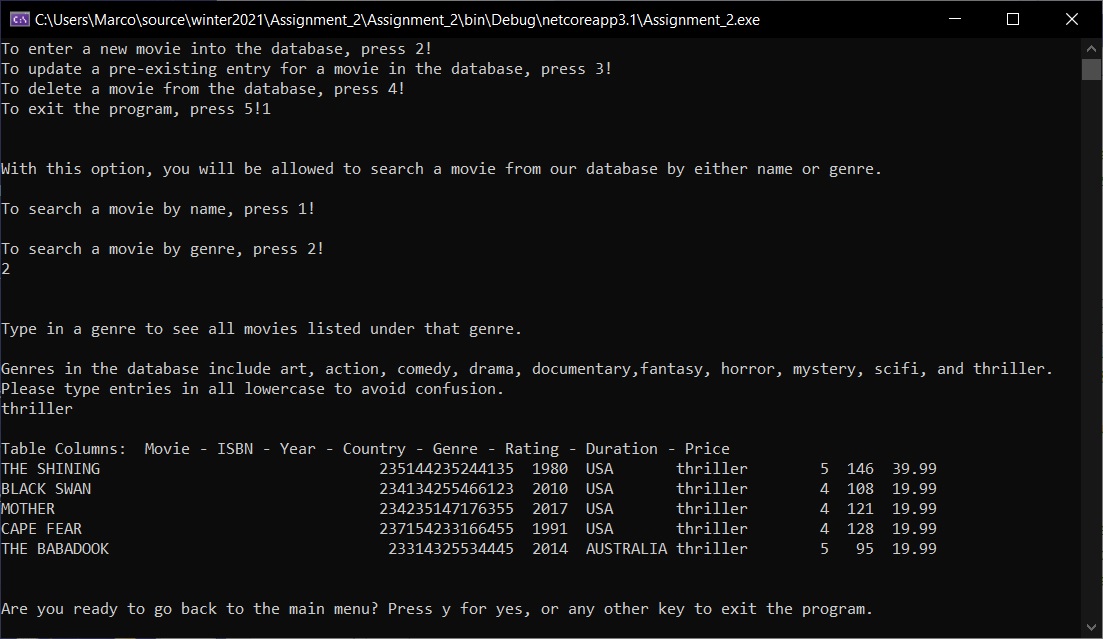 C:\Users\Marco\source\winter2021\Assignment_2\Assignment_2\bin\Debug\netcoreapp3.1\Assignment_2.exe
To enter a new movie into the database, press 2!
To update a pre-existing entry for a movie in the database, press 3!
To delete a movie from the database, press 4!
To exit the program, press 5!1
With this option, you will be allowed to search a movie from our database by either name or genre.
To search a movie by name, press 1!
To search a movie by genre, press 2!
2
Type in a genre to see all movies listed under that genre.
Genres in the database include art, action, comedy, drama, documentary,fantasy, horror, mystery, scifi, and thriller.
Please type entries in all lowercase to avoid confusion.
thriller
Table Columns:  Movie - ISBN - Year - Country - Genre - Rating - Duration - Price
THE SHINING                               235144235244135  1980  USA       thriller        5  146  39.99
BLACK SWAN                                234134255466123  2010  USA       thriller        4  108  19.99
MOTHER                                    234235147176355  2017  USA       thriller        4  121  19.99
CAPE FEAR                                 237154233166455  1991  USA       thriller        4  128  19.99
THE BABADOOK                               23314325534445  2014  AUSTRALIA thriller        5   95  19.99
Are you ready to go back to the main menu? Press y for yes, or any other key to exit the program.